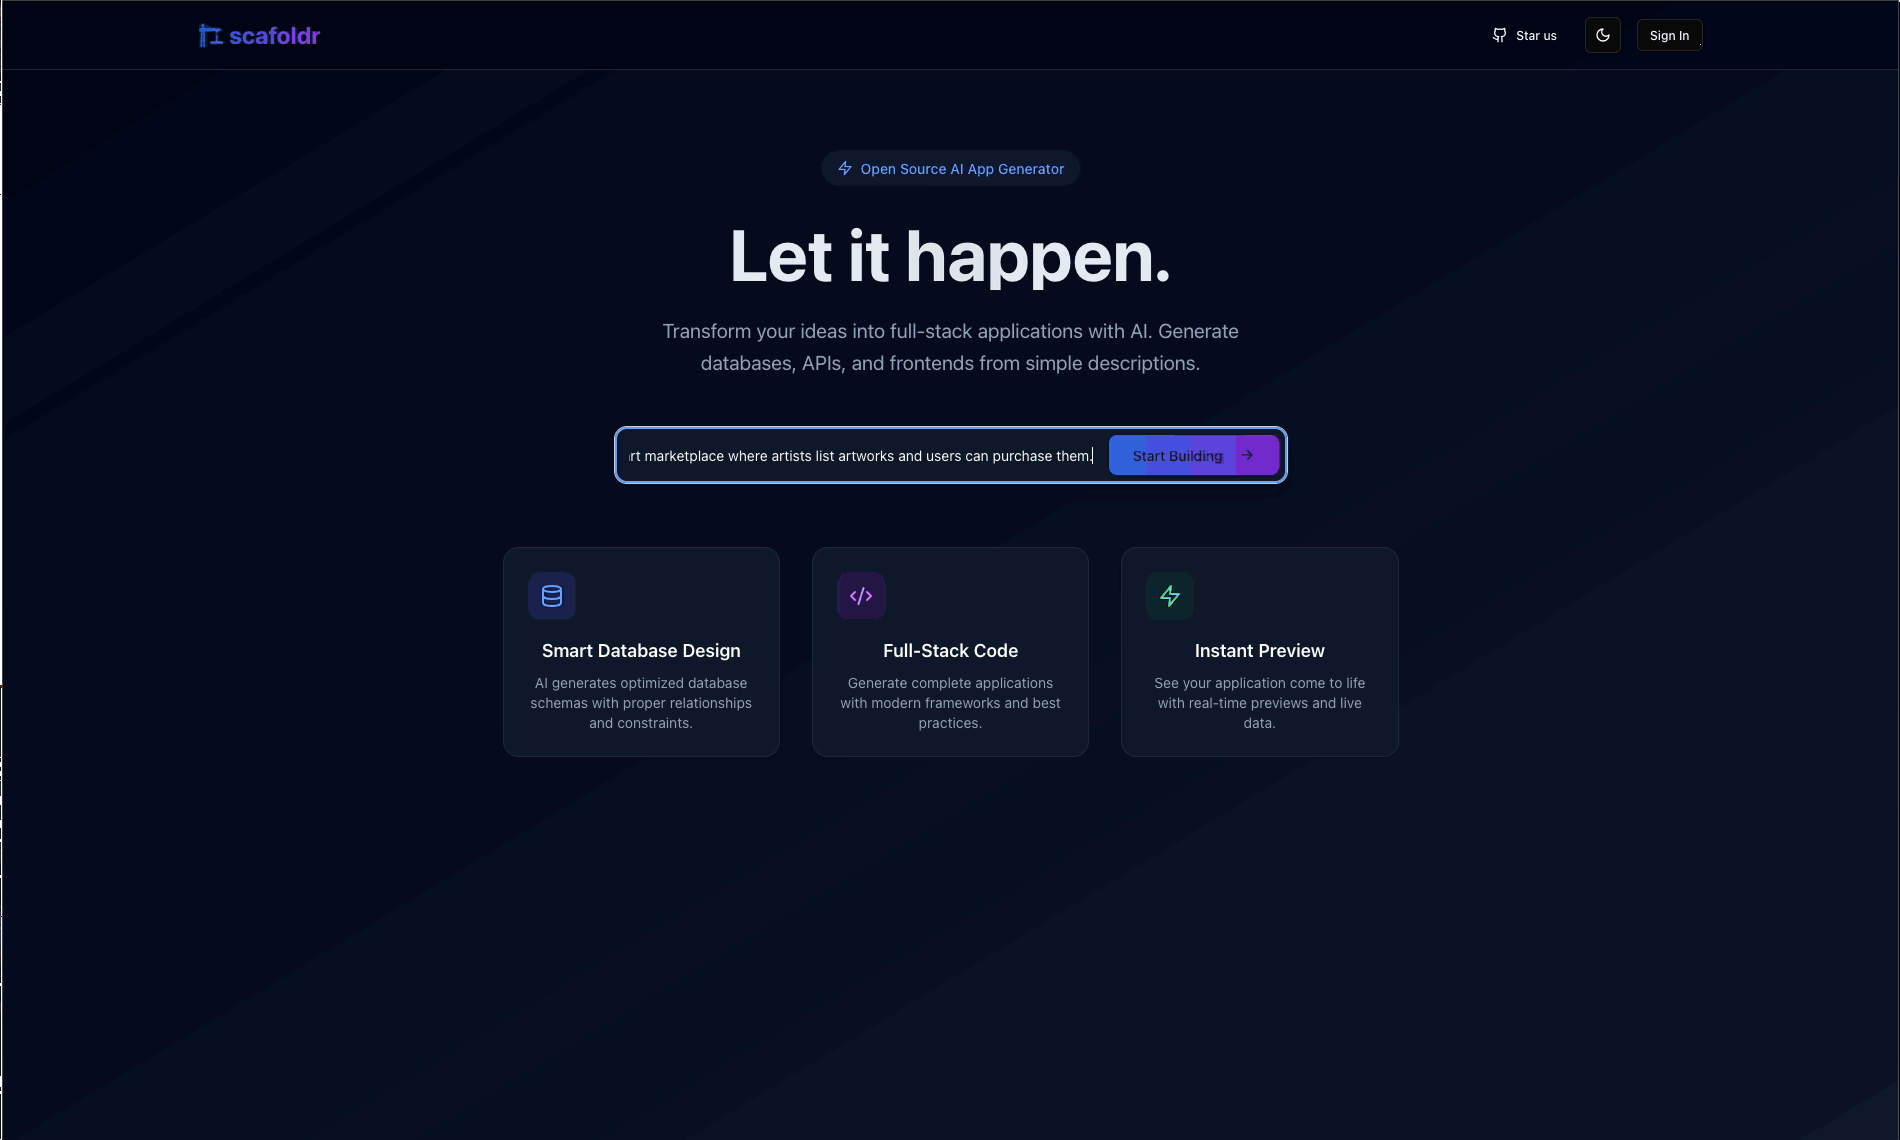 scafoldr
Star us
Sign In
Open Source AI App Generator
Let it happen.
Transform your ideas into full-stack applications with AI. Generate
databases, APIs, and frontends from simple descriptions.
rt marketplace where artists list artworks and users can purchase them.
Start Building
Smart Database Design
AI generates optimized database
schemas with proper relationships
and constraints.
Full-Stack Code
Generate complete applications
with modern frameworks and best
practices.
Instant Preview
See your application come to life
with real-time previews and live
data.